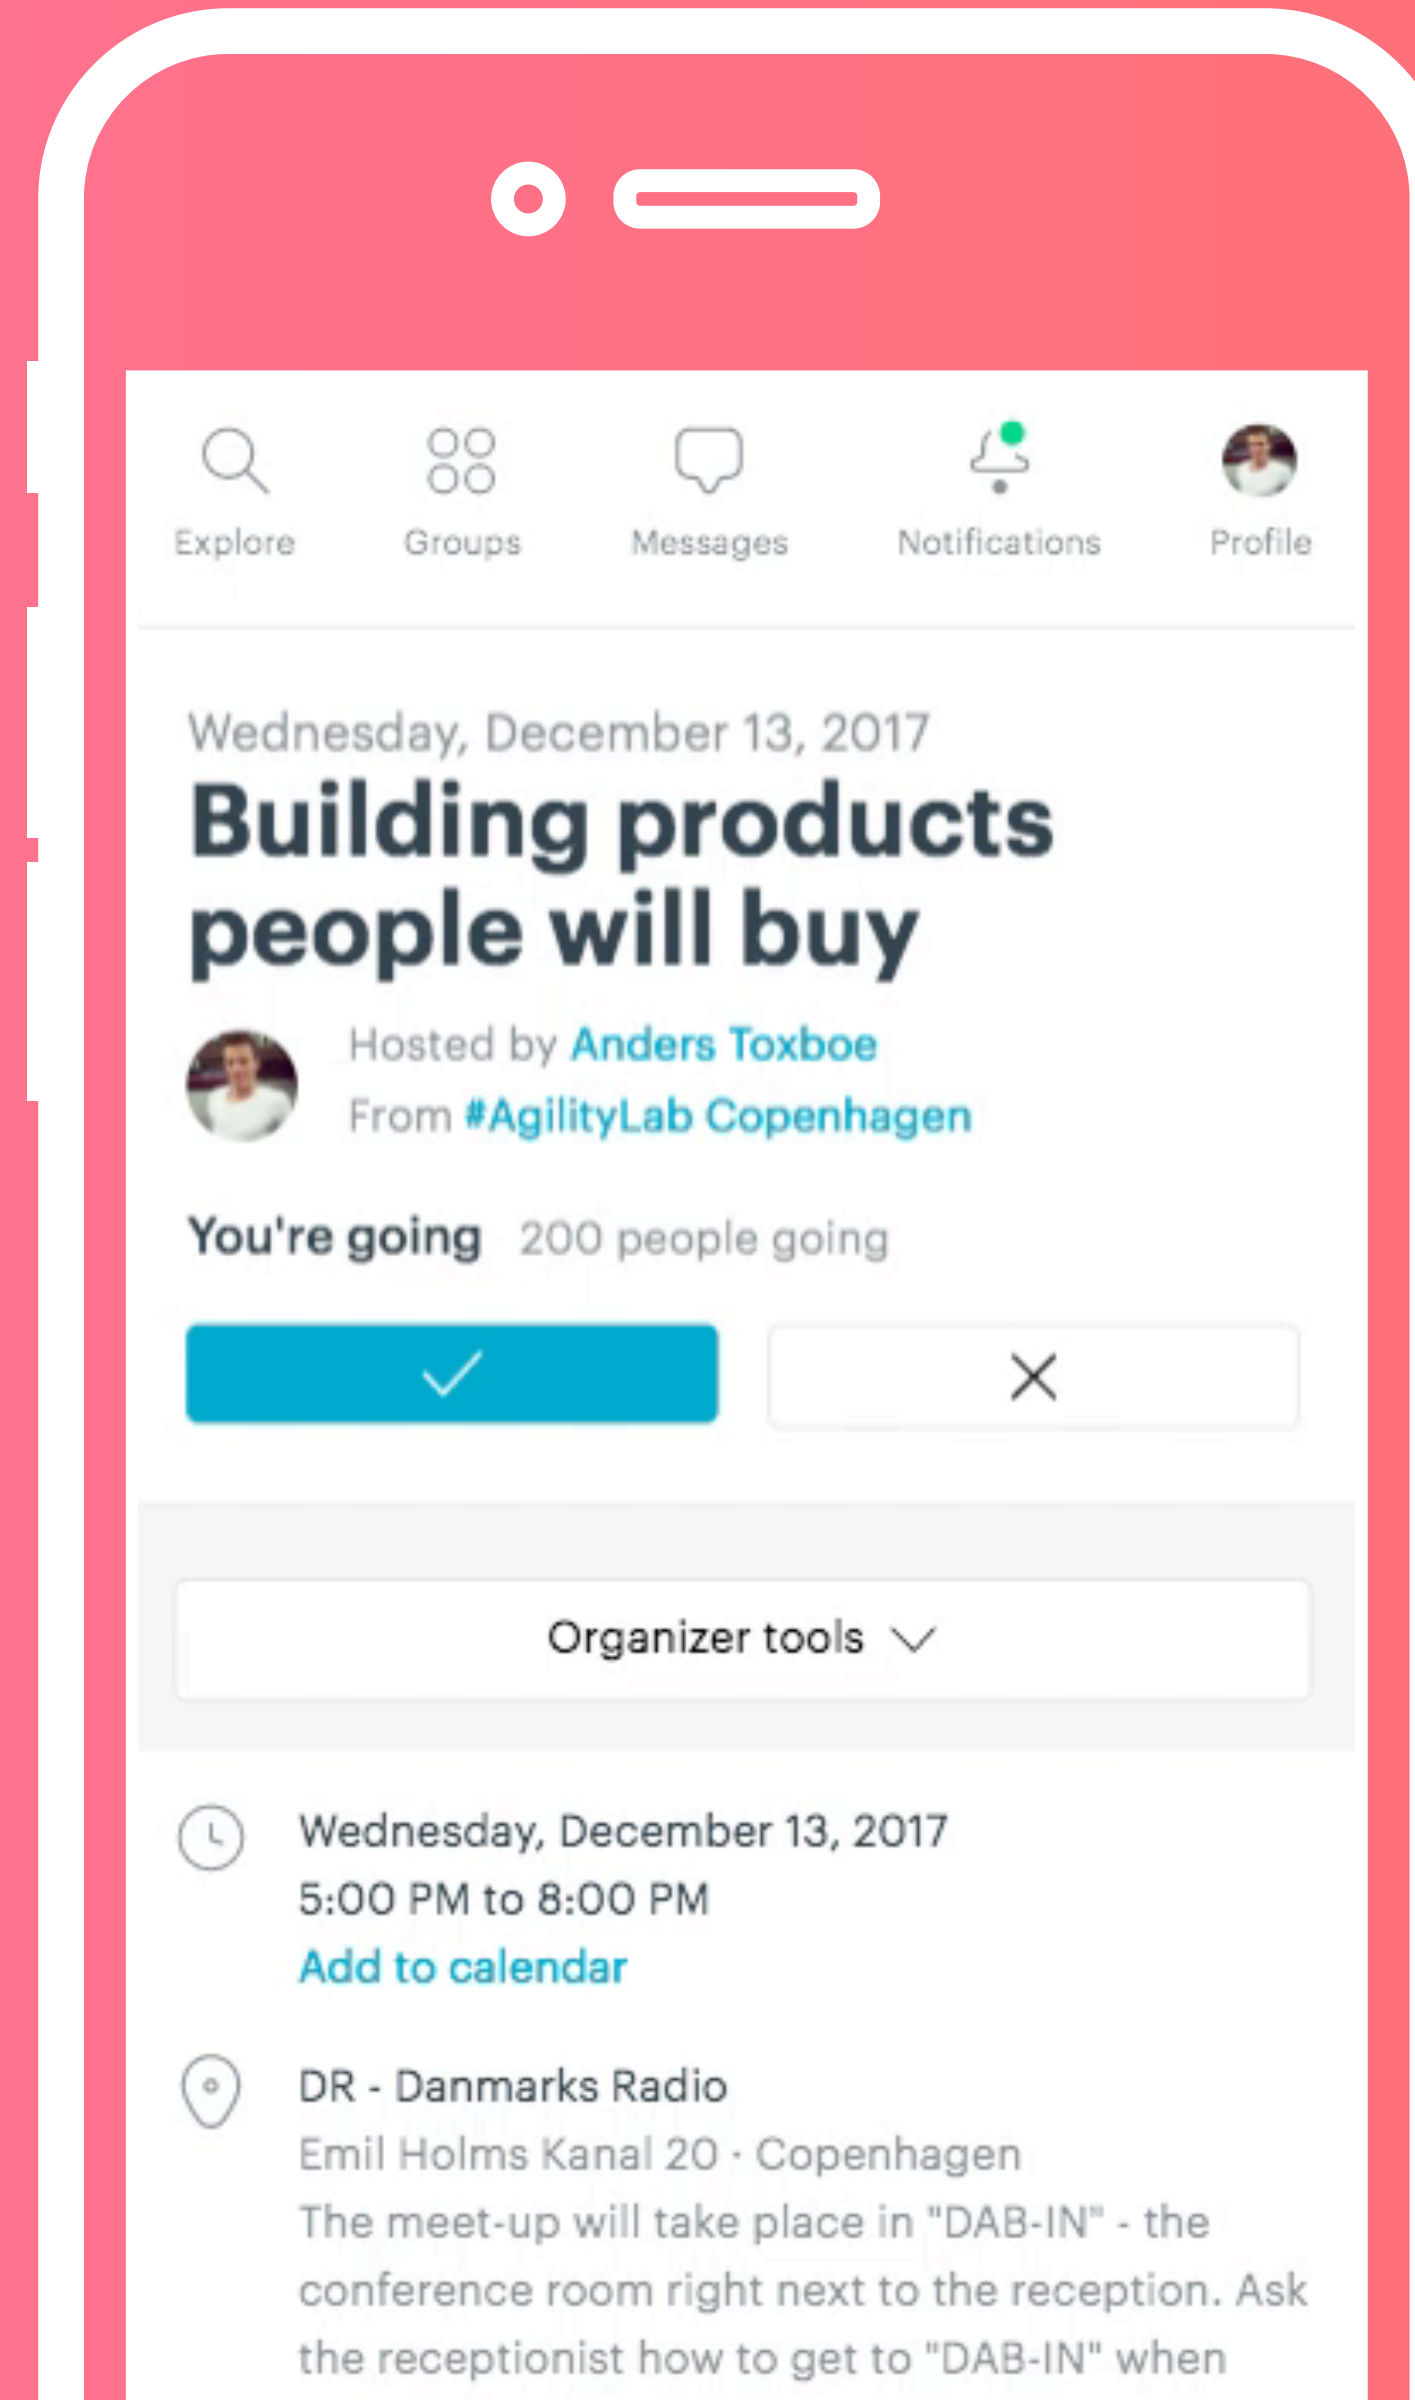 Explore Groups Messages Notifications Profile
Wednesday, December 13, 2017
Building products
people will buy
Hosted by Anders Toxboe
From #AgilityLab Copenhagen
You're going 200 people going
Organizer tools
Wednesday, December 13, 2017
5:00 PM to 8:00 PM
Add to calendar
DR - Danmarks Radio
Emil Holms Kanal 20 · Copenhagen
The meet-up will take place in "DAB-IN" - the
conference room right next to the reception. Ask
the receptionist how to get to "DAB-IN" when